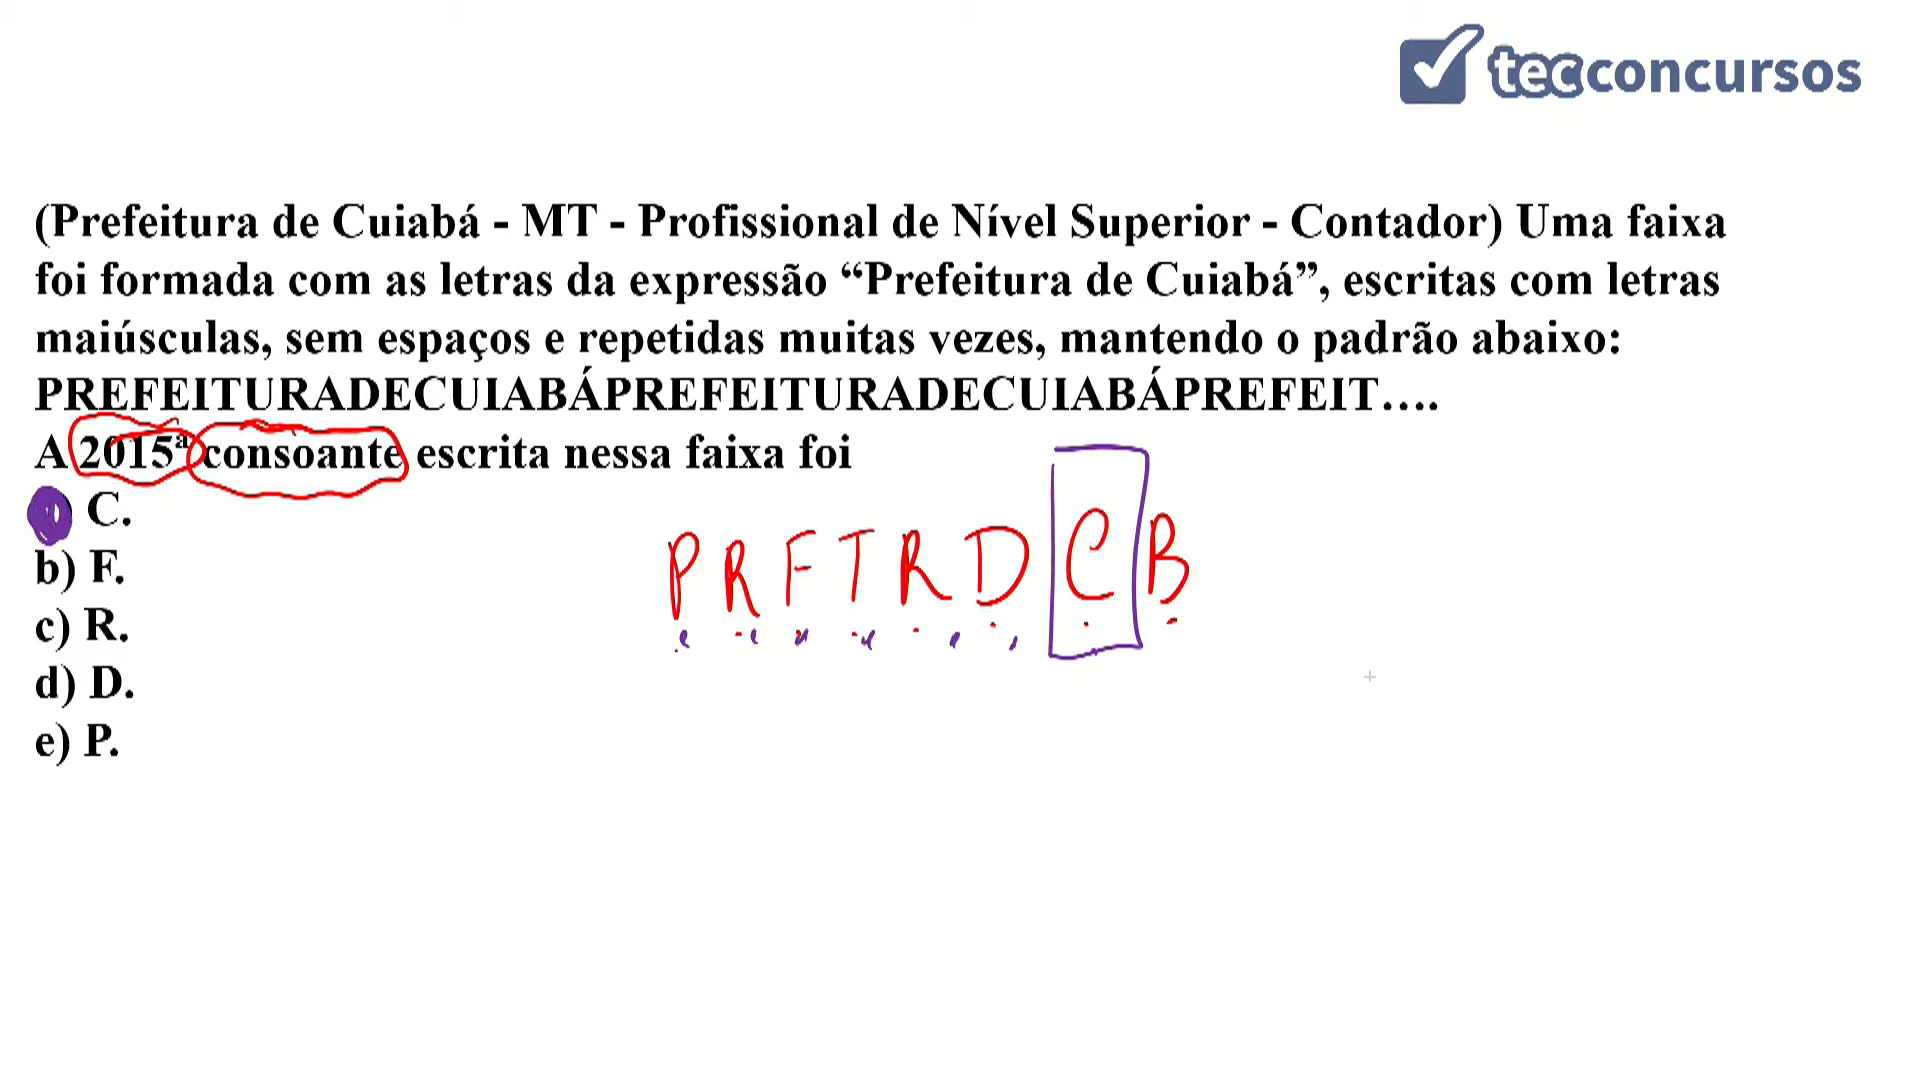 tecconcursos
(Prefeitura de Cuiabá - MT - Profissional de Nível Superior - Contador) Uma faixa
foi formada com as letras da expressão “Prefeitura de Cuiabá”, escritas com letras
maiúsculas, sem espaços e repetidas muitas vezes, mantendo o padrão abaixo:
PREFEITURADECUIABÁPREFEITURADECUIABÁPREFEIT….
A 2015ª consoante escrita nessa faixa foi
) C.
b) F.
c) R.
d) D.
e) P.
P R F T R D C B